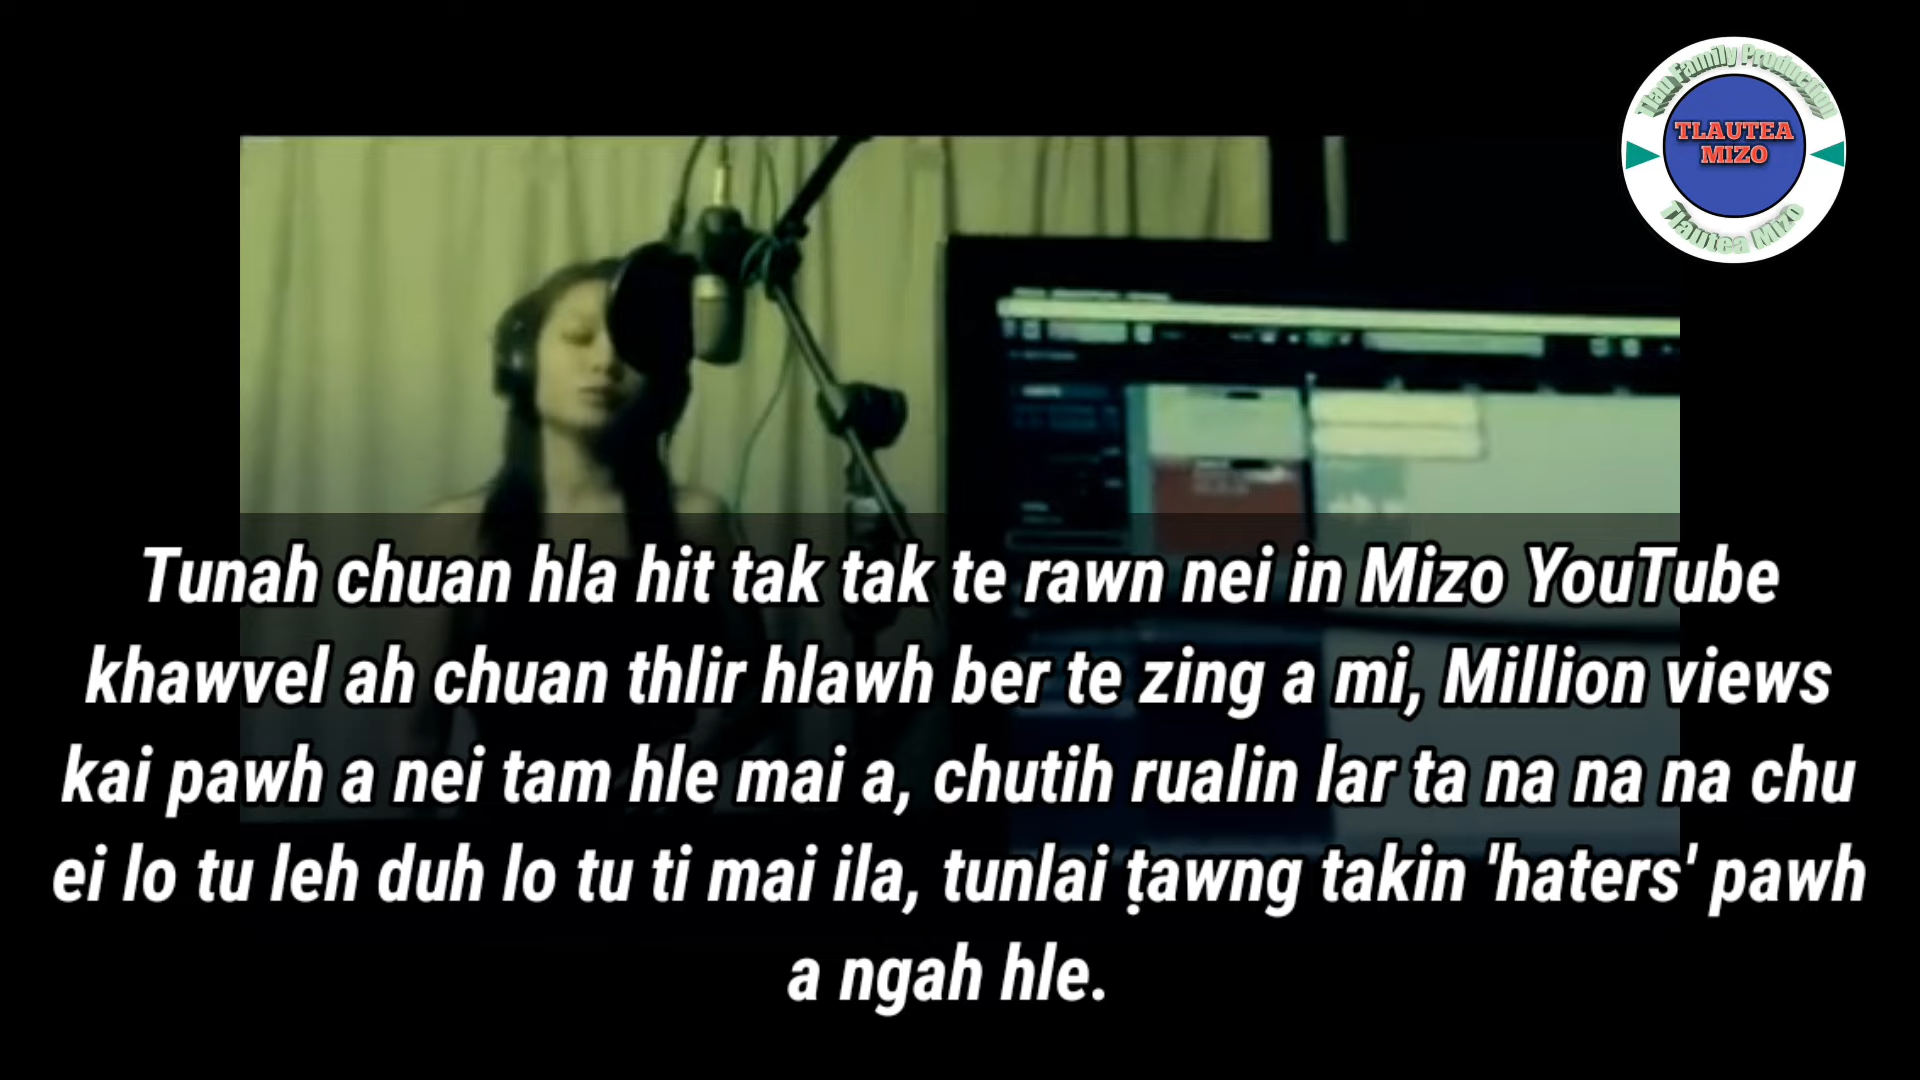 Tlau Family Production
TLAUTEA
MIZO
Tlautea Mizo
Tunah chuan hla hit tak tak te rawn nei in Mizo YouTube
khawvel ah chuan thlir hlawh ber te zing a mi, Million views
kai pawh a nei tam hle mai a, chutih rualin lar ta na na na chu
ei lo tu leh duh lo tu ti mai ila, tunlai ṭawng takin 'haters' pawh
a ngah hle.